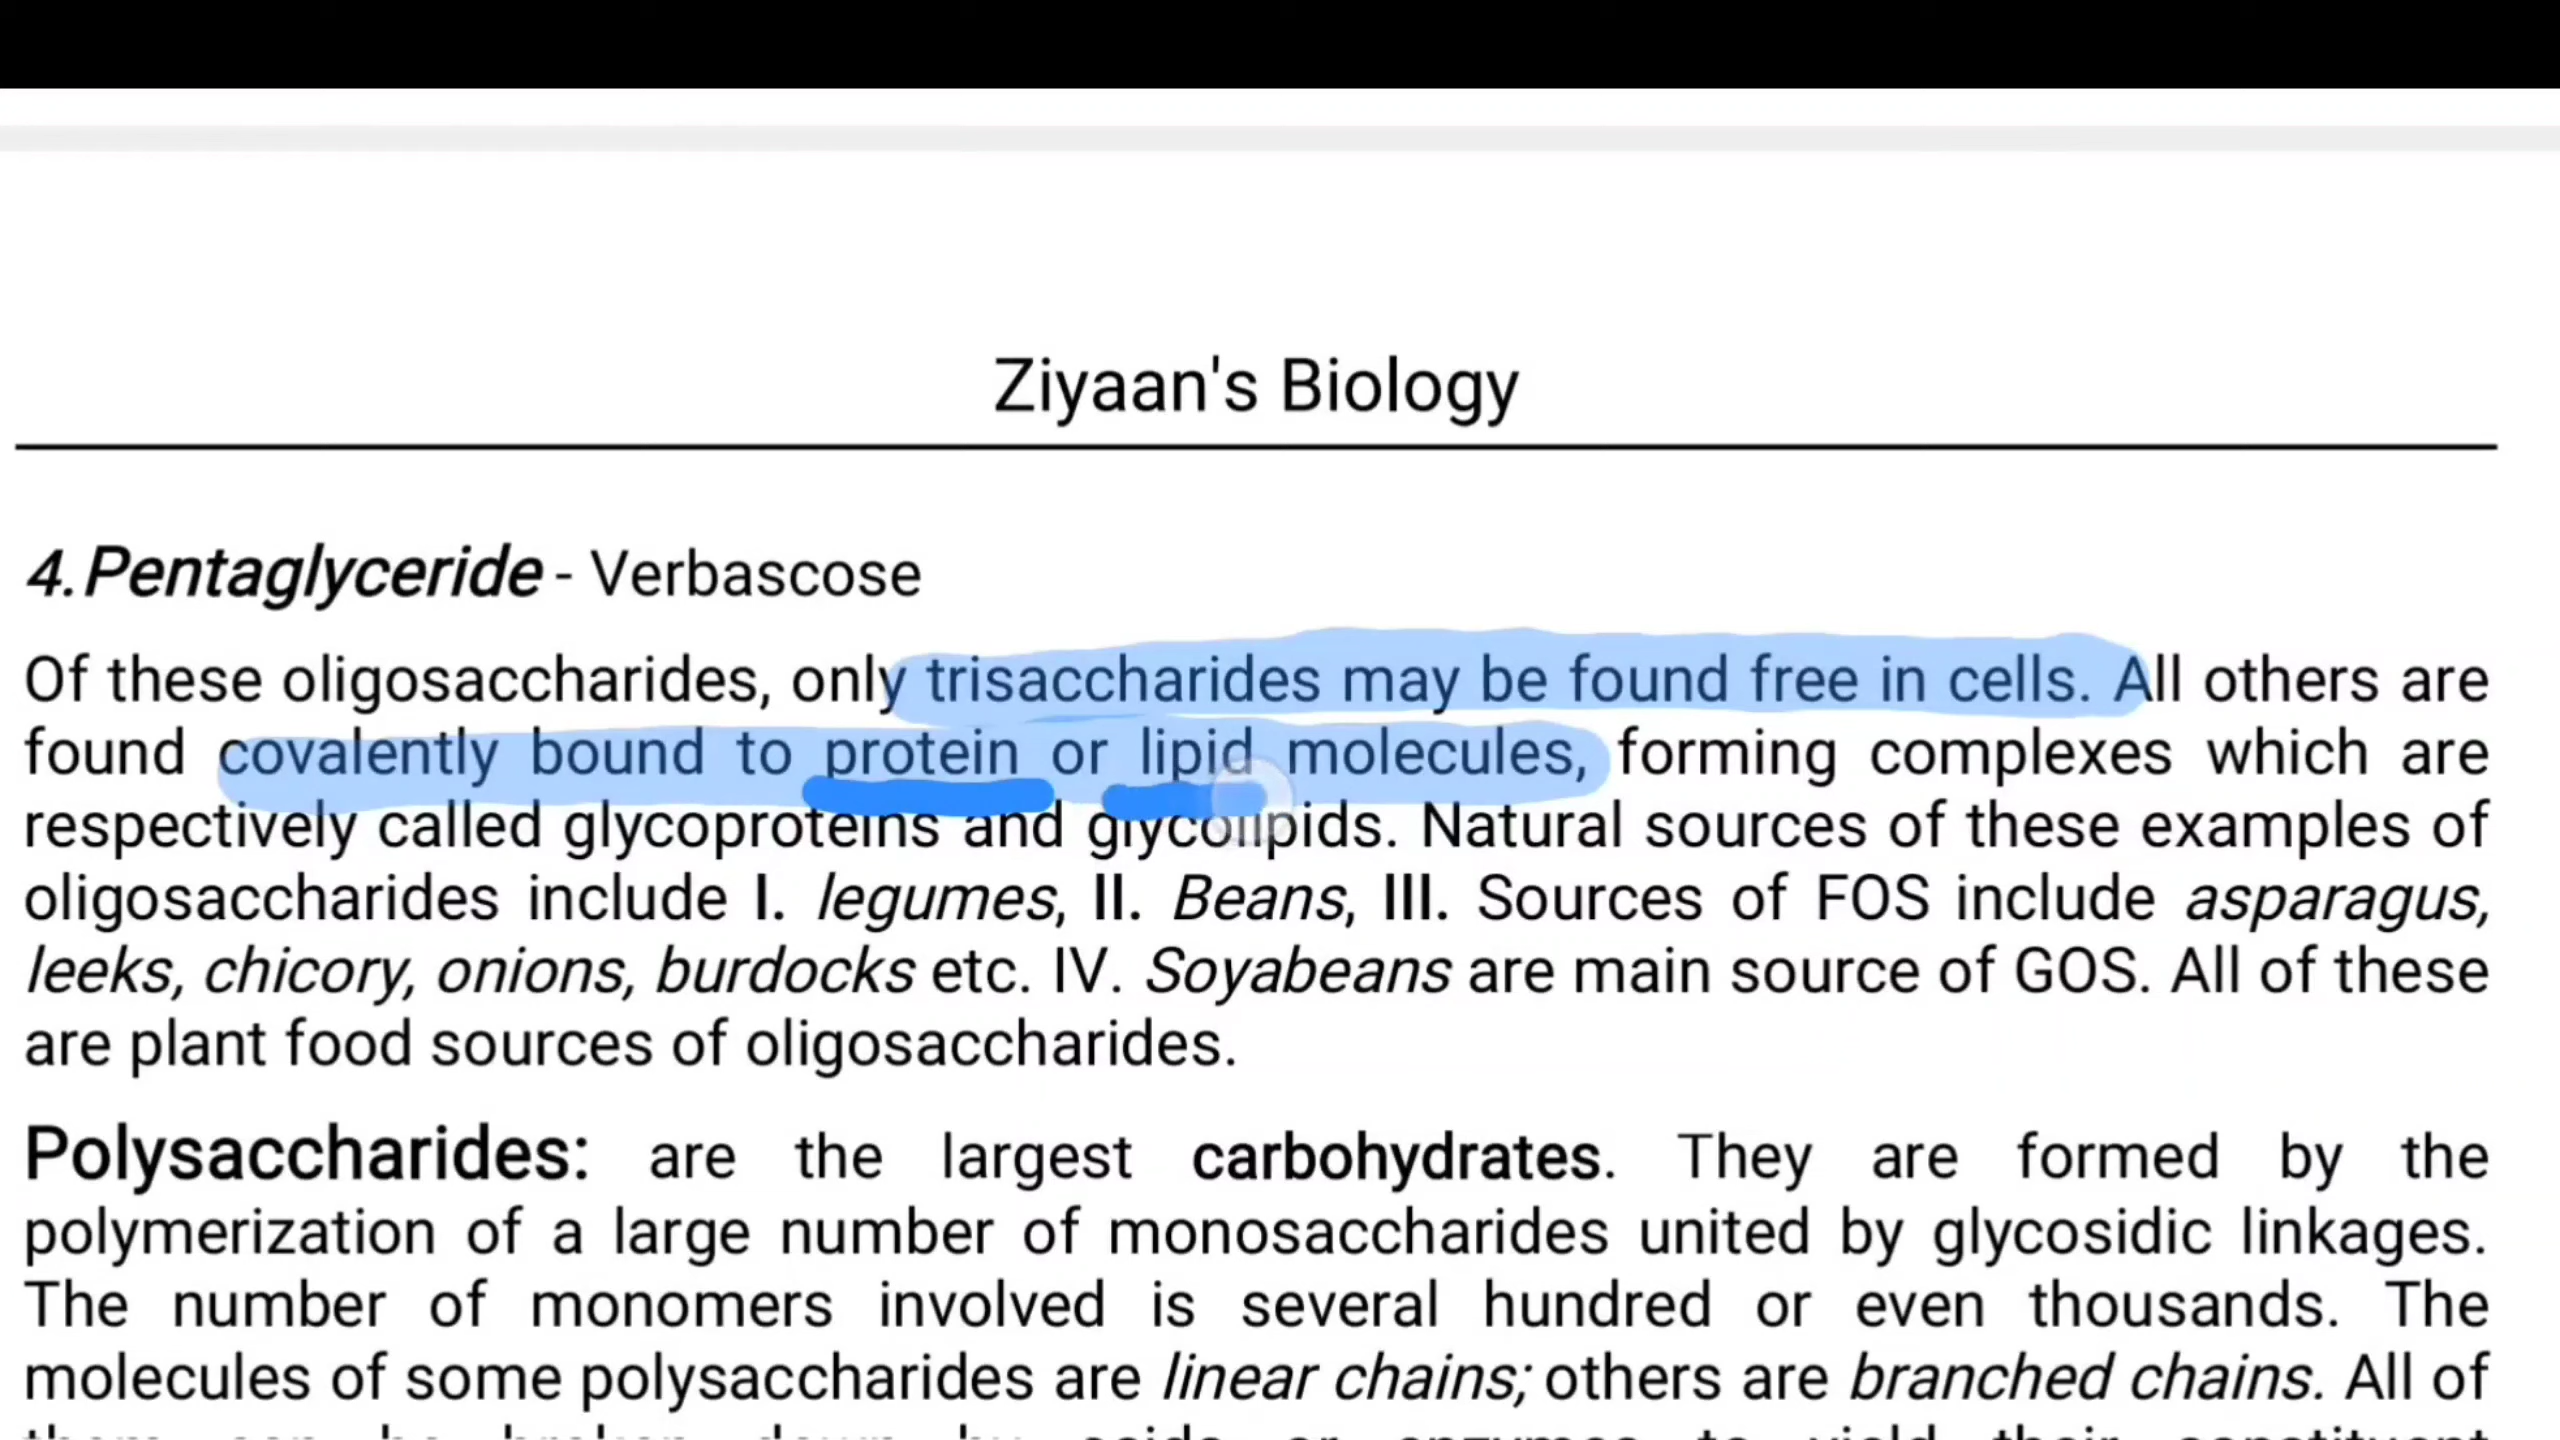 Ziyaan's Biology
4. Pentaglyceride - Verbascose
Of these oligosaccharides, only trisaccharides may be found free in cells. All others are
found covalently bound to protein or lipid molecules, forming complexes which are
respectively called glycoproteins and glycolipids. Natural sources of these examples of
oligosaccharides include I. legumes, II. Beans, III. Sources of FOS include asparagus,
leeks, chicory, onions, burdocks etc. IV. Soyabeans are main source of GOS. All of these
are plant food sources of oligosaccharides.
Polysaccharides: are the largest carbohydrates. They are formed by the
polymerization of a large number of monosaccharides united by glycosidic linkages.
The number of monomers involved is several hundred or even thousands. The
molecules of some polysaccharides are linear chains; others are branched chains. All of